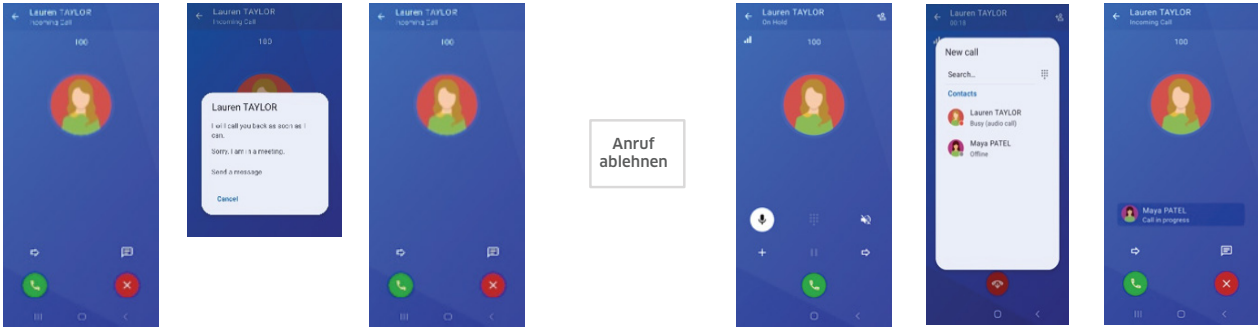 Lauren TAYLOR
Incoming Call
100
Lauren TAYLOR
Incoming Call
100
Lauren TAYLOR
I will call you back as soon as I
can.
Sorry, I am in a meeting.
Send a message
Cancel
Lauren TAYLOR
Incoming Call
100
Anruf
ablehnen
Lauren TAYLOR
On Hold
100
Lauren TAYLOR
00:18
New call
Search..
Contacts
Lauren TAYLOR
Busy (audio call)
Maya PATEL
Offline
Lauren TAYLOR
Incoming Call
100
Maya PATEL
Call in progress